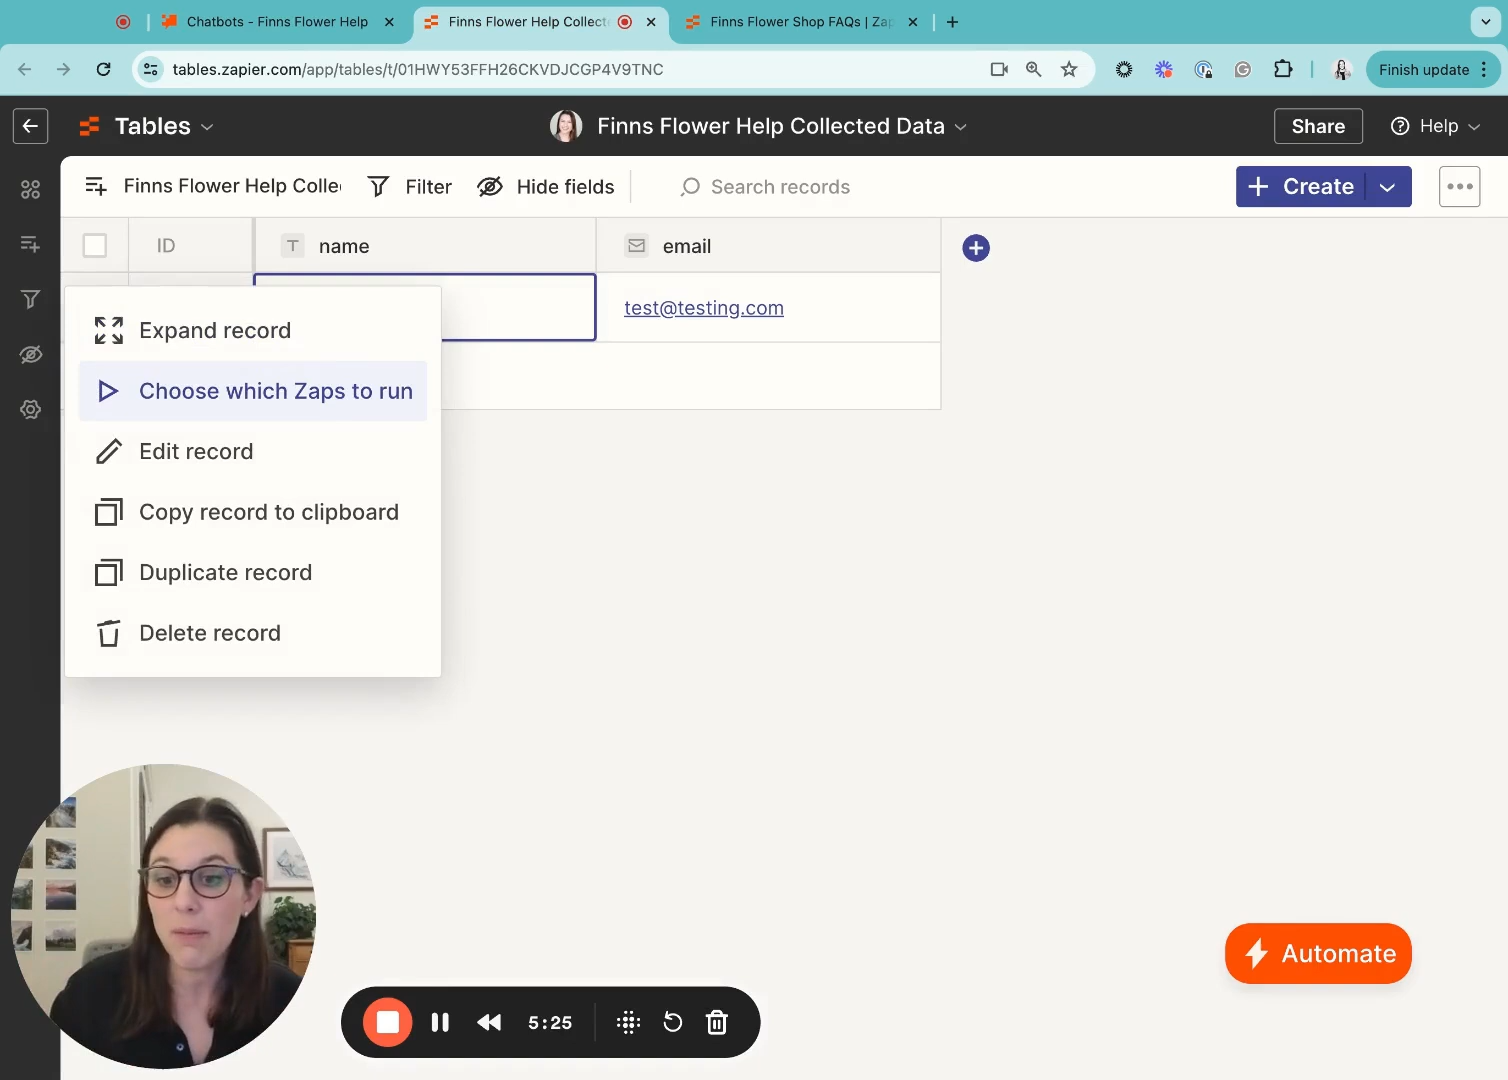 Chatbots - Finns Flower Help
Finns Flower Help Collect
Finns Flower Shop FAQs | Zap
tables.zapier.com/app/tables/t/01HWY53FFH26CKVDJCGP4V9TNC
Finish update
Tables
Finns Flower Help Collected Data
Share
Help
Finns Flower Help Colle
Filter
Hide fields
Search records
Create
ID
name
email
test@testing.com
Expand record
Choose which Zaps to run
Edit record
Copy record to clipboard
Duplicate record
Delete record
Automate
5:25